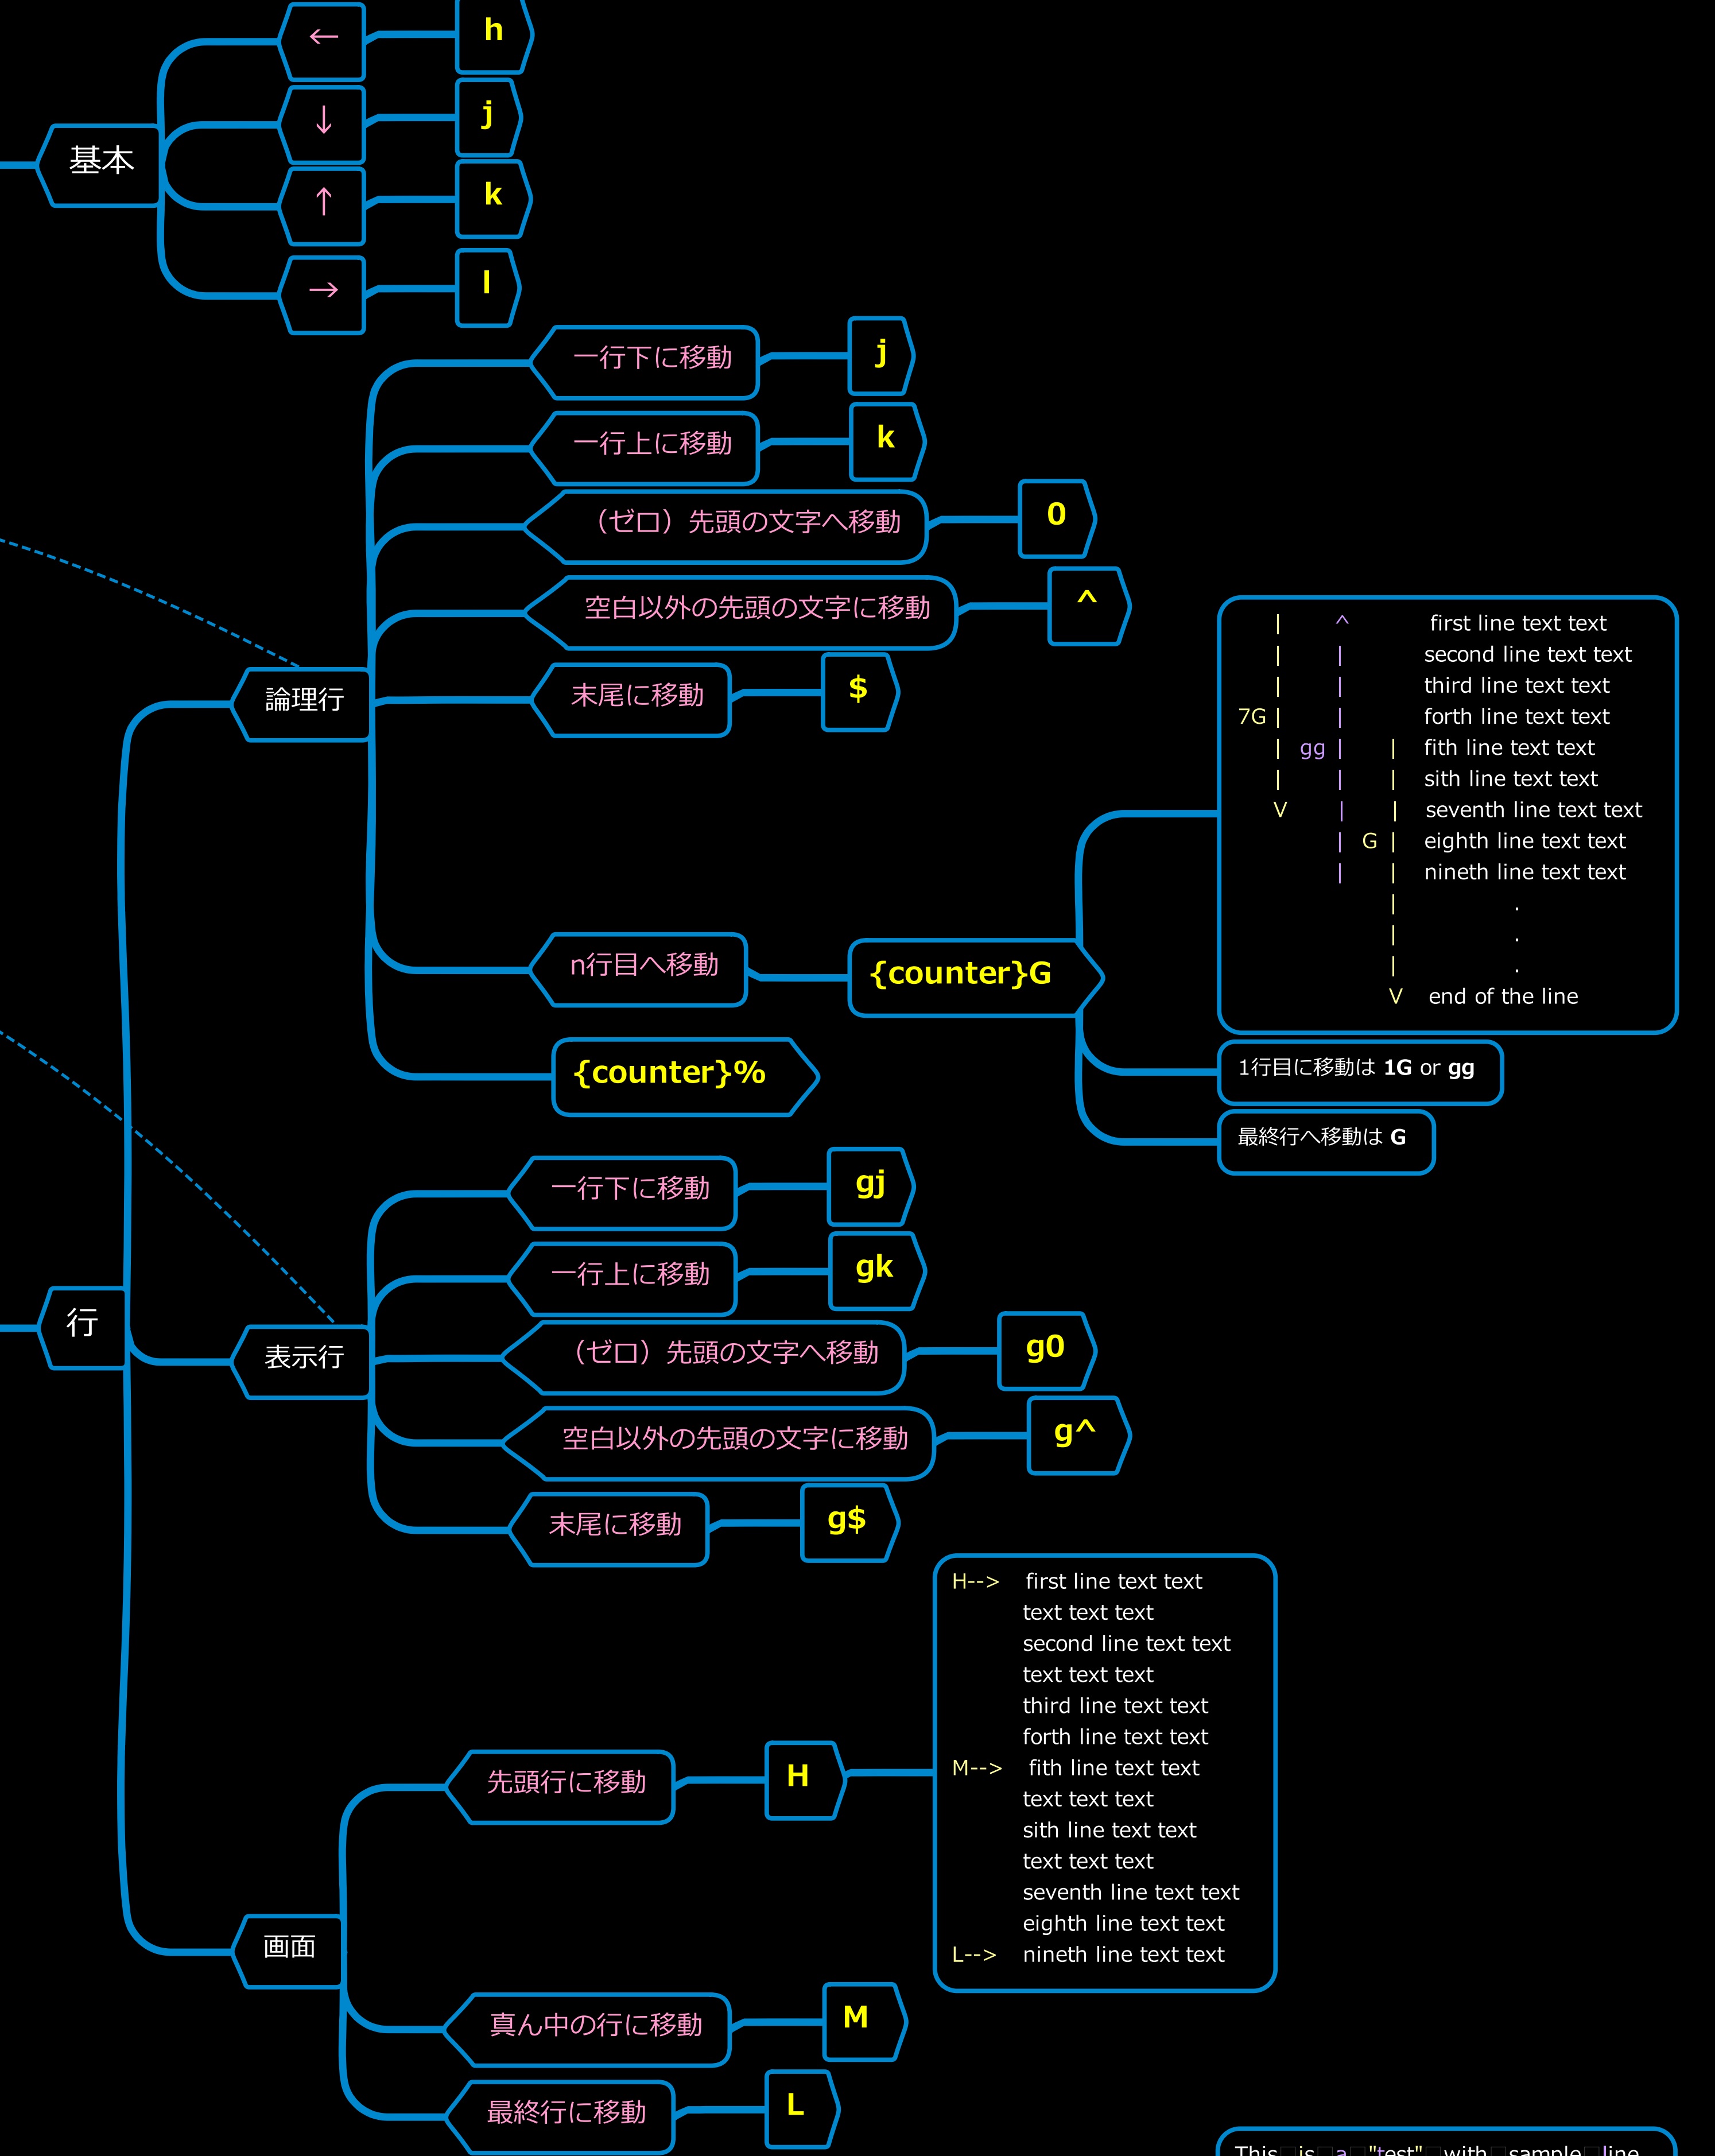 基本
←
h
↓
j
↑
k
→
l
行
論理行
一行下に移動
j
一行上に移動
k
（ゼロ）先頭の文字へ移動
0
空白以外の先頭の文字に移動
^
末尾に移動
$
n行目へ移動
{counter}G
| ^ first line text text
| | second line text text
| | third line text text
7G | | forth line text text
| gg | | fith line text text
| | | sith line text text
V | | seventh line text text
| G | eighth line text text
| | nineth line text text
| .
| .
| .
V end of the line
1行目に移動は 1G or gg
最終行へ移動は G
{counter}%
表示行
一行下に移動
gj
一行上に移動
gk
（ゼロ）先頭の文字へ移動
g0
空白以外の先頭の文字に移動
g^
末尾に移動
g$
画面
先頭行に移動
H
H--> first line text text
text text text
second line text text
text text text
third line text text
forth line text text
M--> fith line text text
text text text
sith line text text
text text text
seventh line text text
eighth line text text
L--> nineth line text text
真ん中の行に移動
M
最終行に移動
L
This is a "test" with sample line